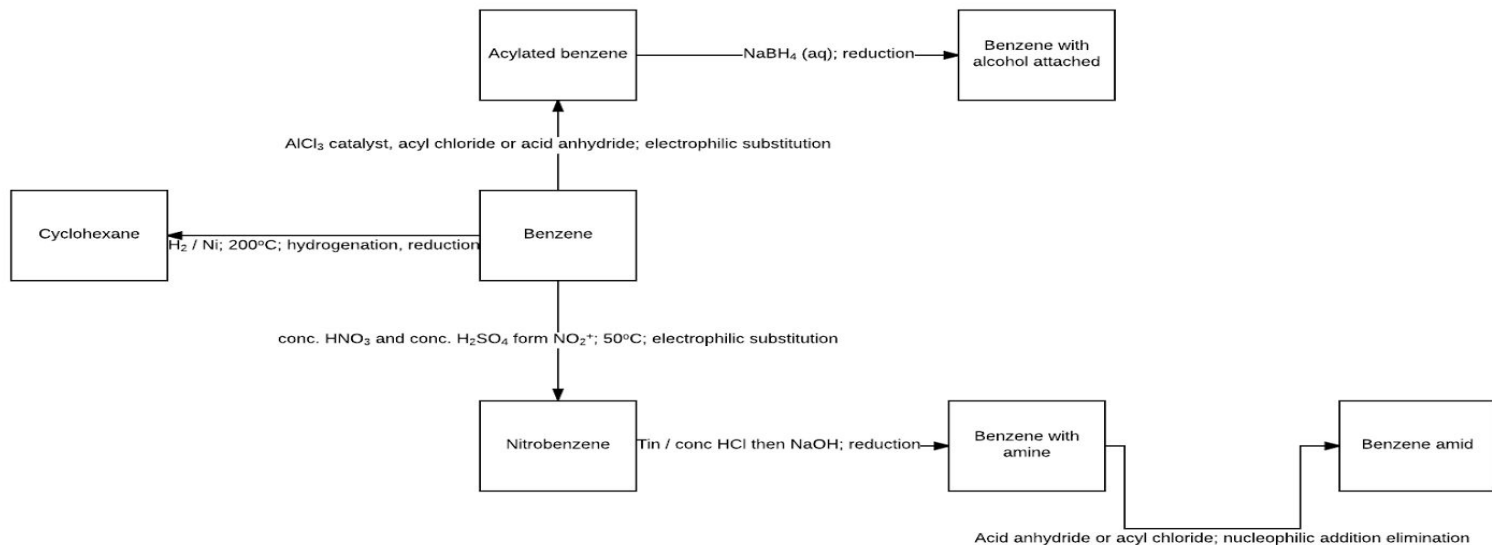 Acylated benzene
NaBH₄ (aq); reduction
Benzene with
alcohol attached
AlCl₃ catalyst, acyl chloride or acid anhydride; electrophilic substitution
Cyclohexane
H₂ / Ni; 200ºC; hydrogenation, reduction
Benzene
conc. HNO₃ and conc. H₂SO₄ form NO₂⁺; 50ºC; electrophilic substitution
Nitrobenzene
Tin / conc HCl then NaOH; reduction
Benzene with
amine
Benzene amid
Acid anhydride or acyl chloride; nucleophilic addition elimination